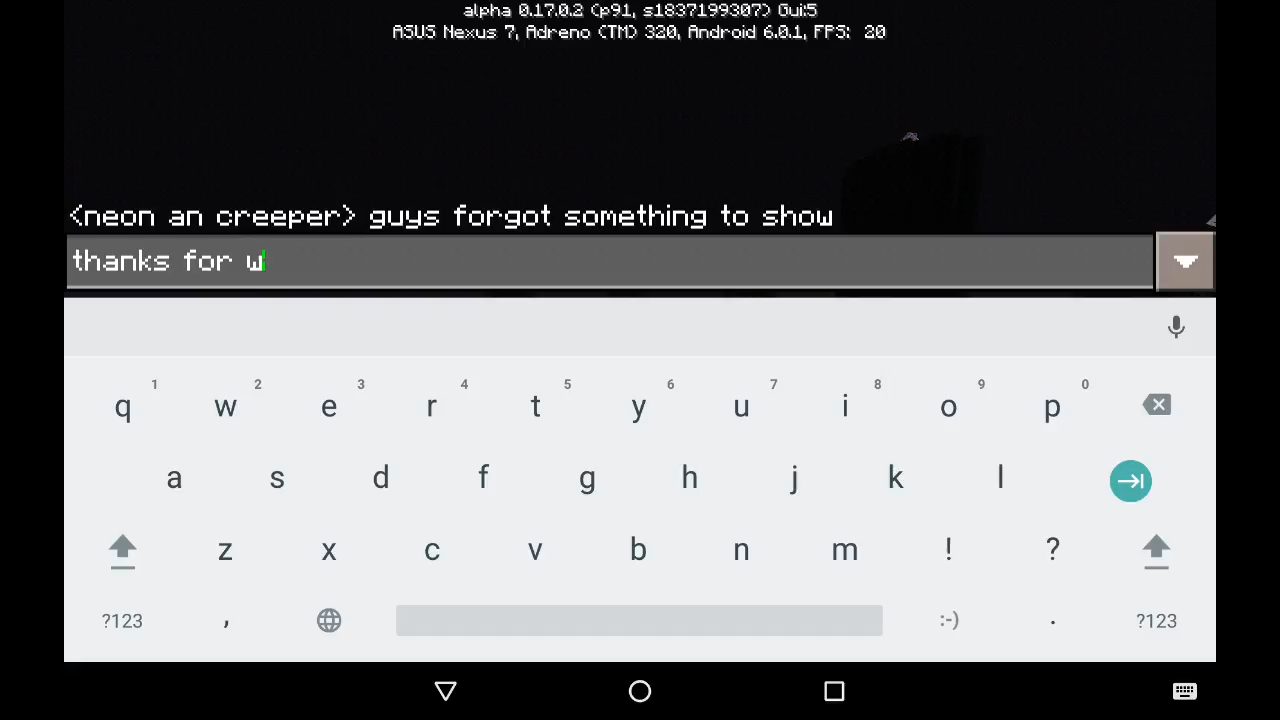 alpha 0.17.0.2 (p91, s1837199307) Gui:5
ASUS Nexus 7, Adreno (TM) 320, Android 6.0.1, FPS: 20
<neon an creeper> guys forgot something to show
thanks for w
1 2 3 4 5 6 7 8 9 0
q w e r t y u i o p
a s d f g h j k l
z x c v b n m ! ?
?123 , :-) . ?123